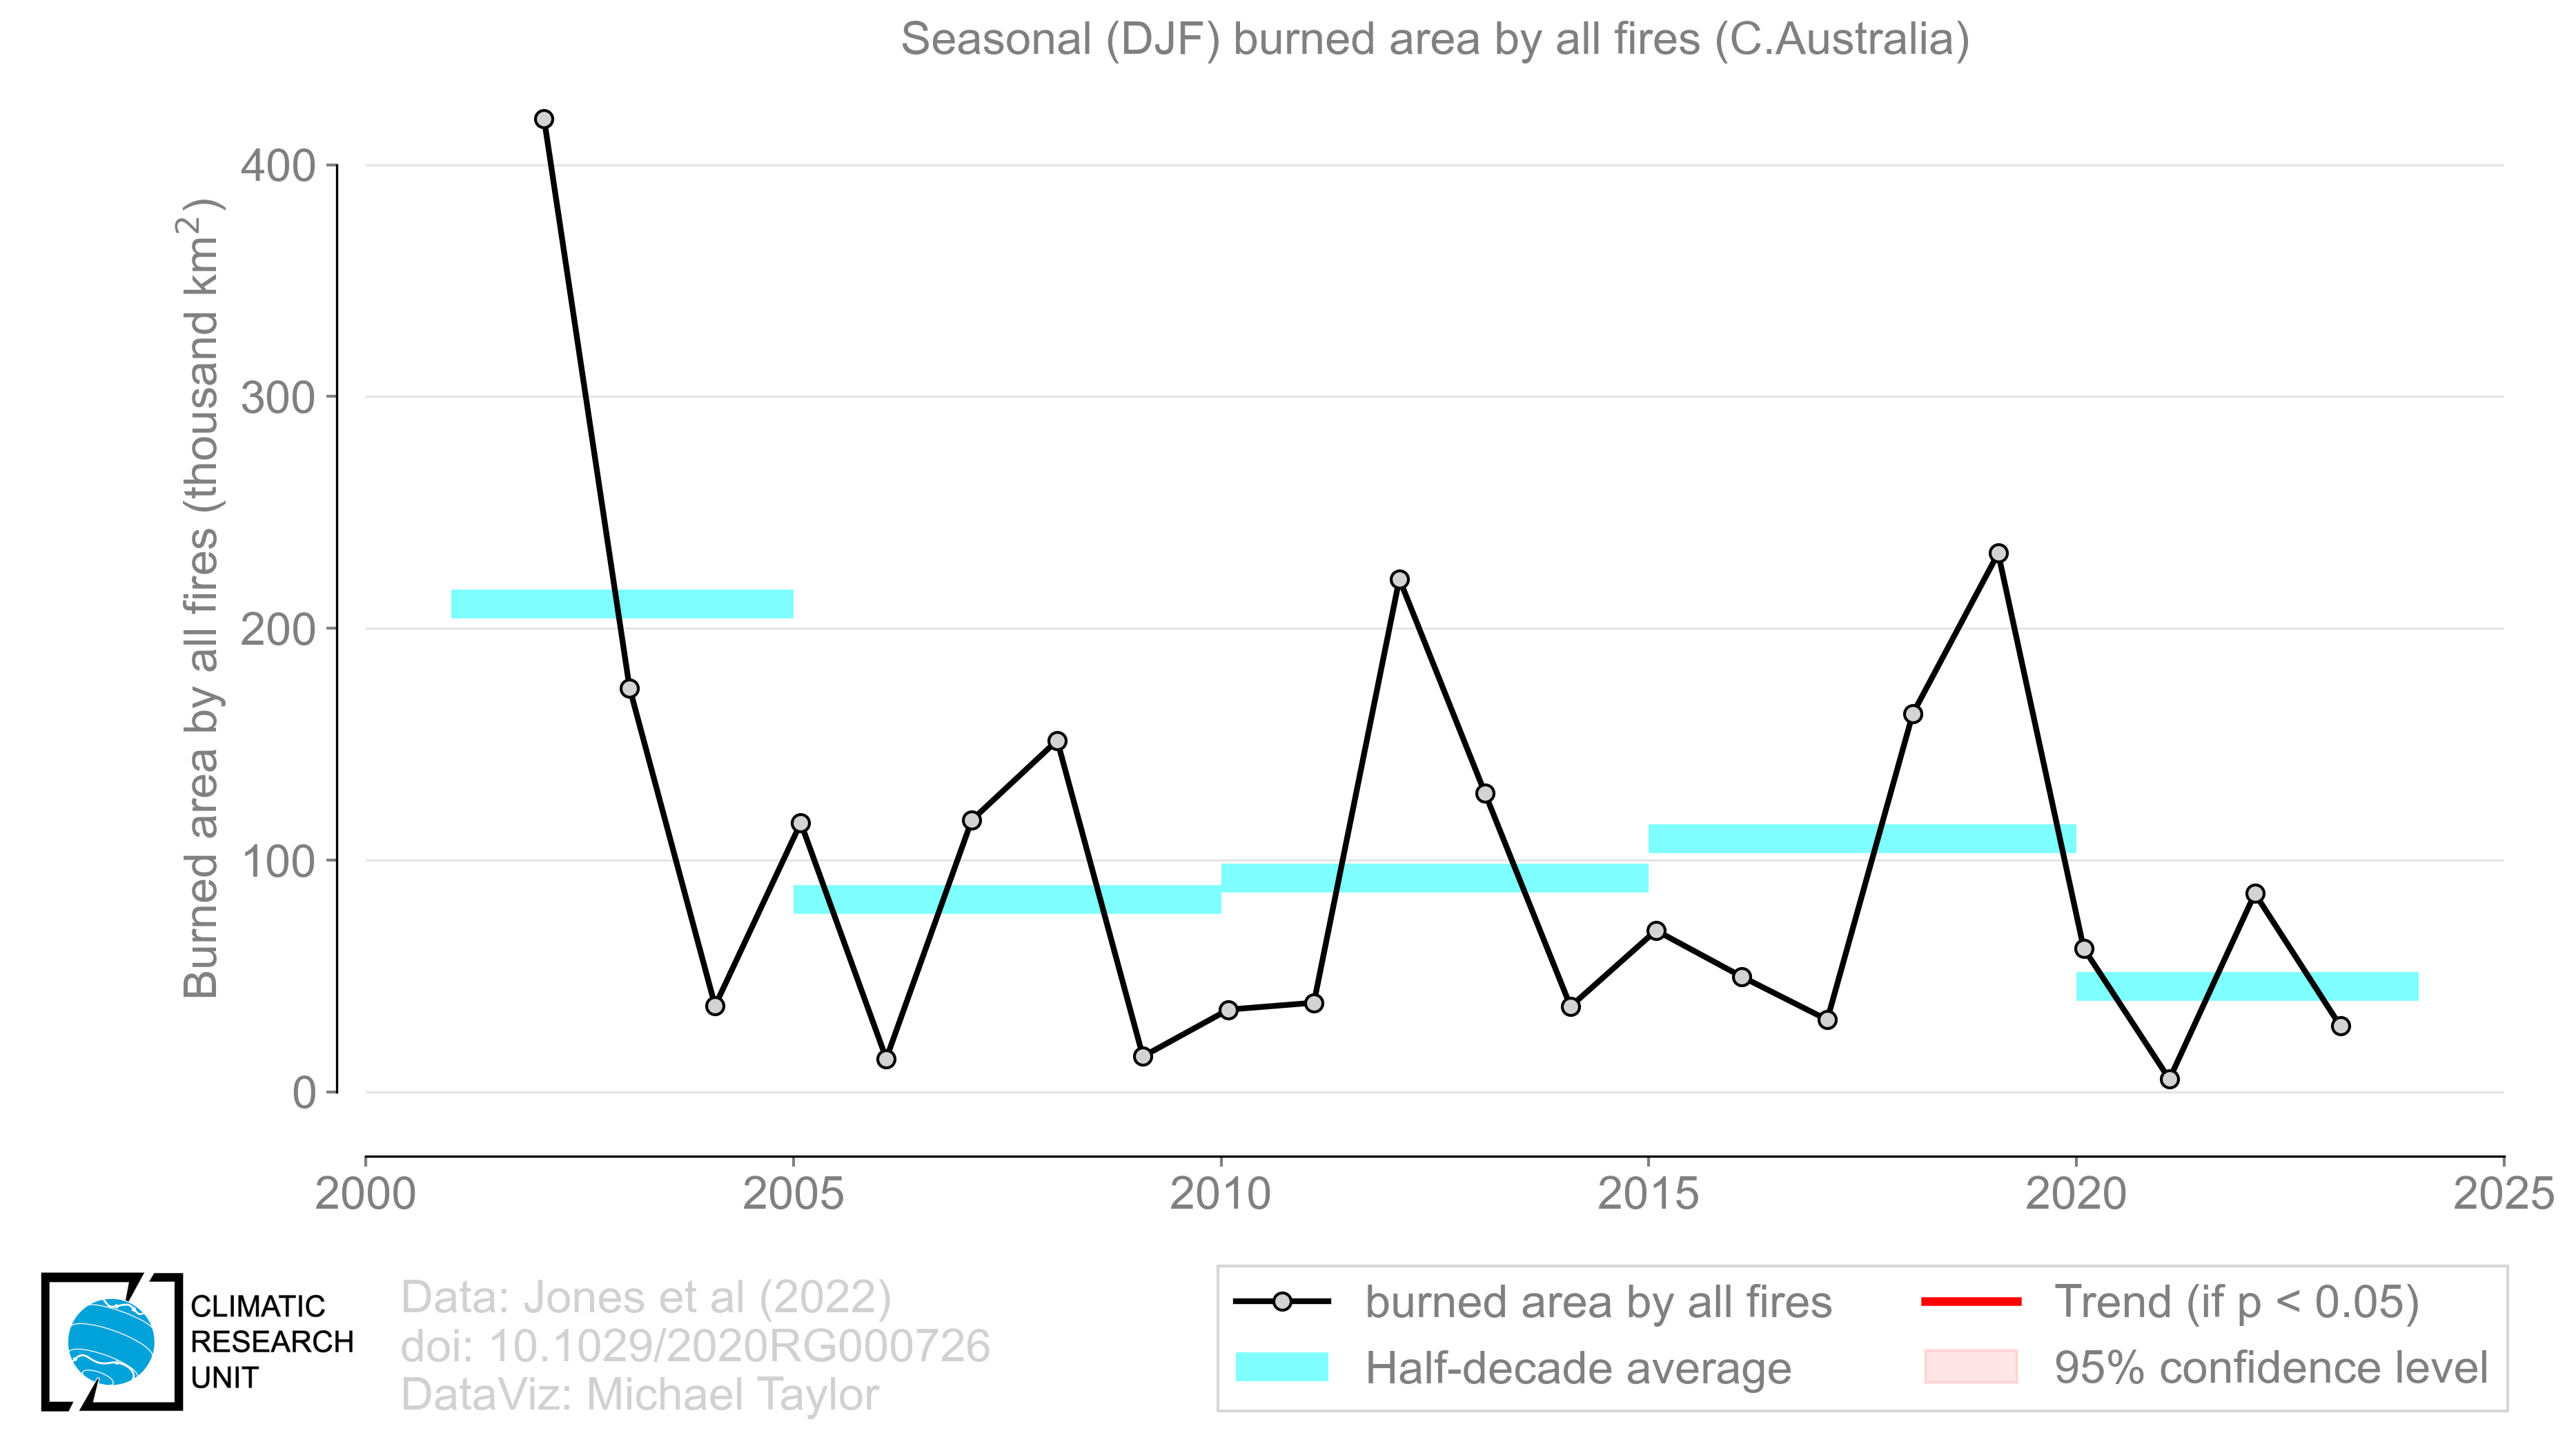 Seasonal (DJF) burned area by all fires (C.Australia)
Burned area by all fires (thousand km²)
400
300
200
100
0
2000
2005
2010
2015
2020
2025
CLIMATIC
RESEARCH
UNIT
Data: Jones et al (2022)
doi: 10.1029/2020RG000726
DataViz: Michael Taylor
burned area by all fires
Half-decade average
Trend (if p < 0.05)
95% confidence level